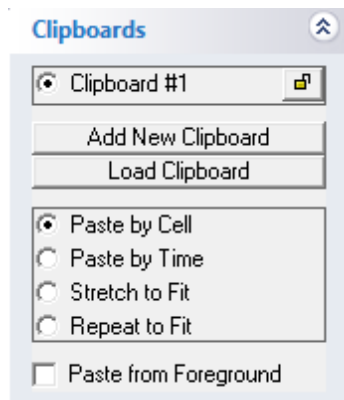 Clipboards
Clipboard #1
Add New Clipboard
Load Clipboard
Paste by Cell
Paste by Time
Stretch to Fit
Repeat to Fit
Paste from Foreground